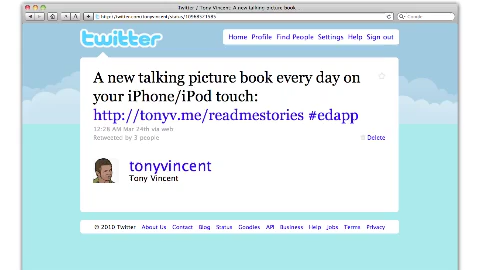 Twitter / Tony Vincent: A new talking picture book
twitter
Home Profile Find People Settings Help Sign out
A new talking picture book every day on
your iPhone/iPod touch:
http://tonyv.me/readmestories #edapp
12:28 AM Mar 24th via web
Retweeted by 3 people
Delete
tonyvincent
Tony Vincent
© 2010 Twitter About Us Contact Blog Status Goodies API Business Help Jobs Terms Privacy